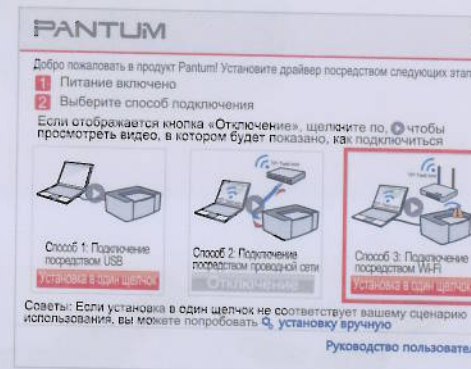 PANTUM
Добро пожаловать в продукт Pantum! Установите драйвер посредством следующих этап
1 Питание включено
2 Выберите способ подключения
Если отображается кнопка «Отключение», щелкните по, чтобы
просмотреть видео, в котором будет показано, как подключиться
Способ 1: Подключение
посредством USB
Установка в один щелчок
Способ 2: Подключение
посредством проводной сети
Отключение
Способ 3: Подключение
посредством Wi-Fi
Установка в один щелчок
Советы: Если установка в один щелчок не соответствует вашему сценарию
использования, вы можете попробовать установку вручную
Руководство пользовател